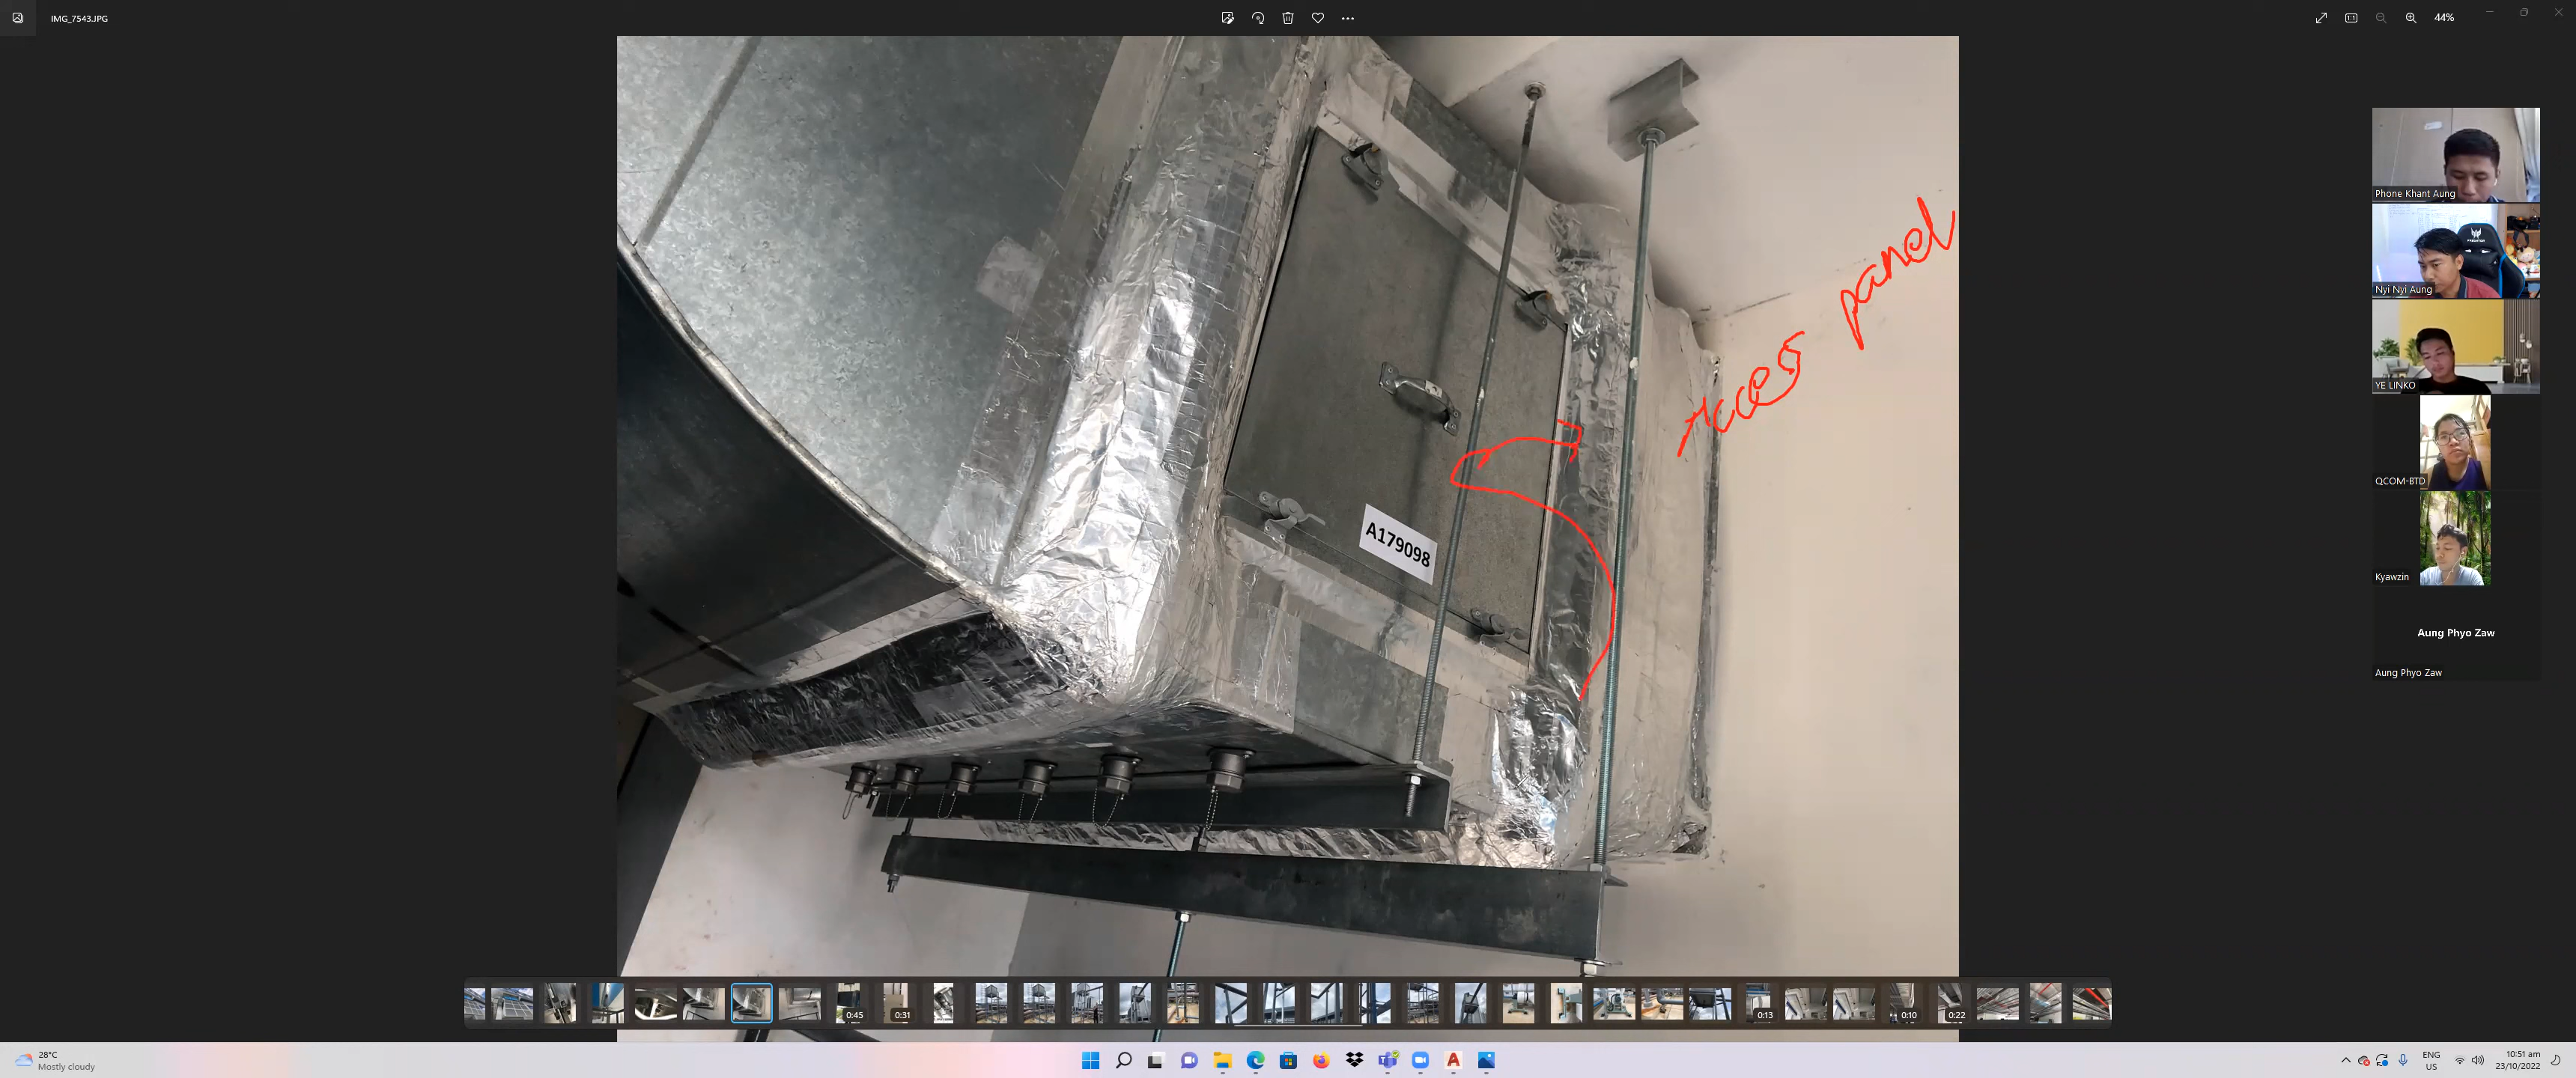 IMG_7543.JPG
44%
Phone Khant Aung
Nyi Nyi Aung
YE LINKO
QCOM-BTD
Kyawzin
Aung Phyo Zaw
Aung Phyo Zaw
Acces panel
A179098
0:45
0:31
0:13
0:10
0:22
28°C
Mostly cloudy
ENG
US
10:51 am
23/10/2022